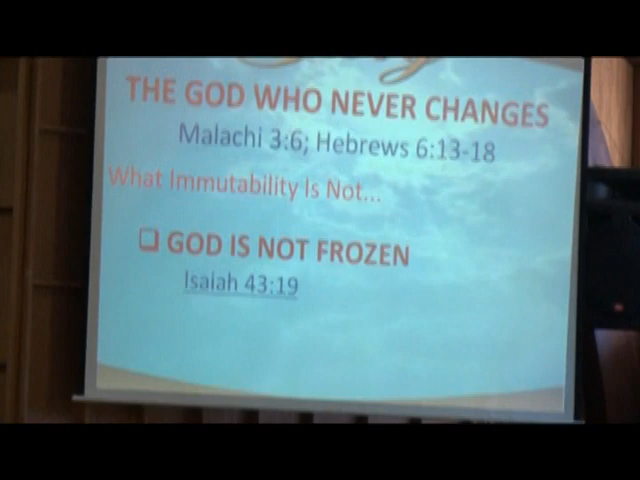 THE GOD WHO NEVER CHANGES
Malachi 3:6; Hebrews 6:13-18
What Immutability Is Not...
❑ GOD IS NOT FROZEN
Isaiah 43:19